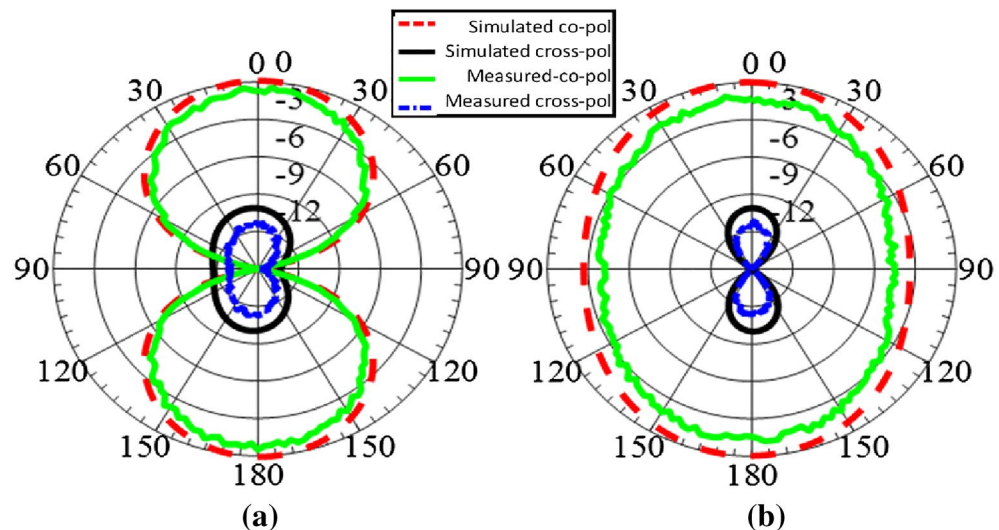 Simulated co-pol
Simulated cross-pol
Measured-co-pol
Measured cross-pol
0 0
30 -3 30
60 -6 60
-9
-12
90 90
120 120
150 150
180
(a)
0 0
30 -3 30
60 -6 60
-9
-12
90 90
120 120
150 150
180
(b)